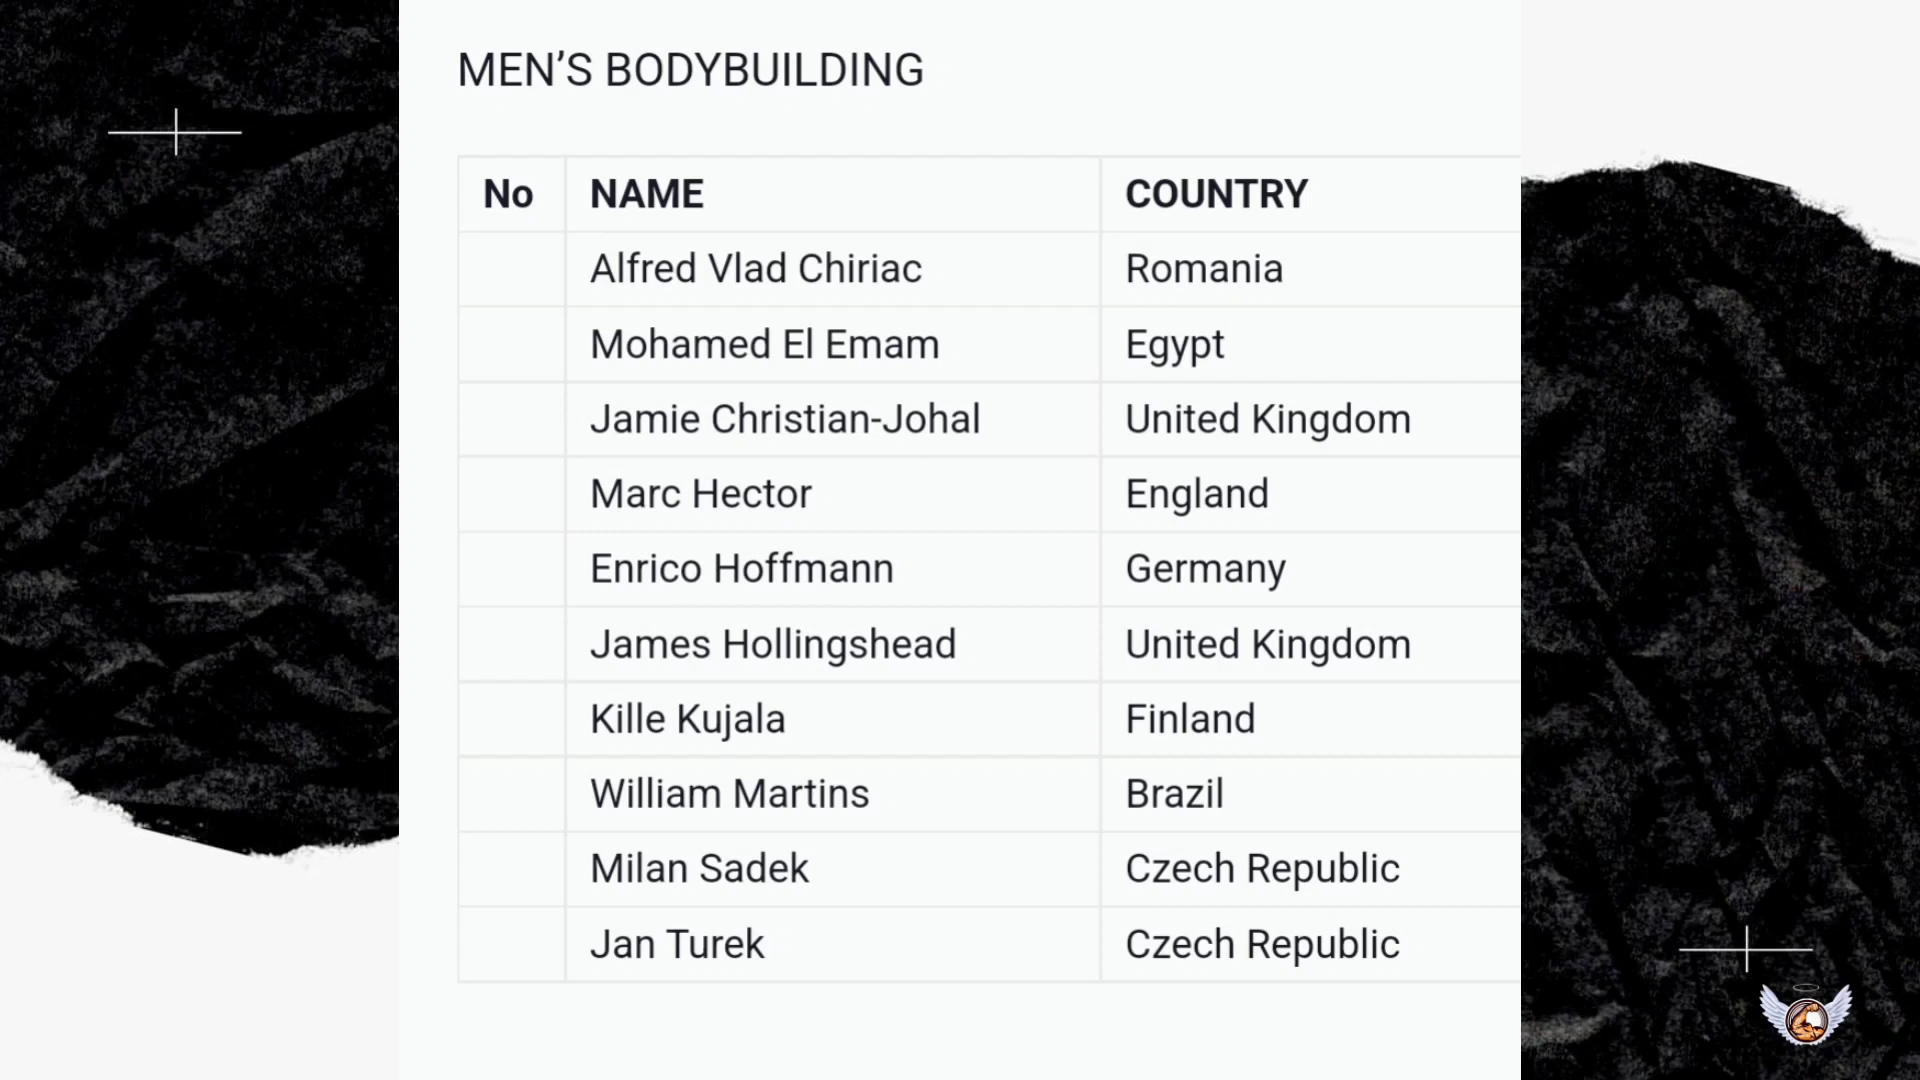 MEN’S BODYBUILDING
No NAME COUNTRY
Alfred Vlad Chiriac Romania
Mohamed El Emam Egypt
Jamie Christian-Johal United Kingdom
Marc Hector England
Enrico Hoffmann Germany
James Hollingshead United Kingdom
Kille Kujala Finland
William Martins Brazil
Milan Sadek Czech Republic
Jan Turek Czech Republic